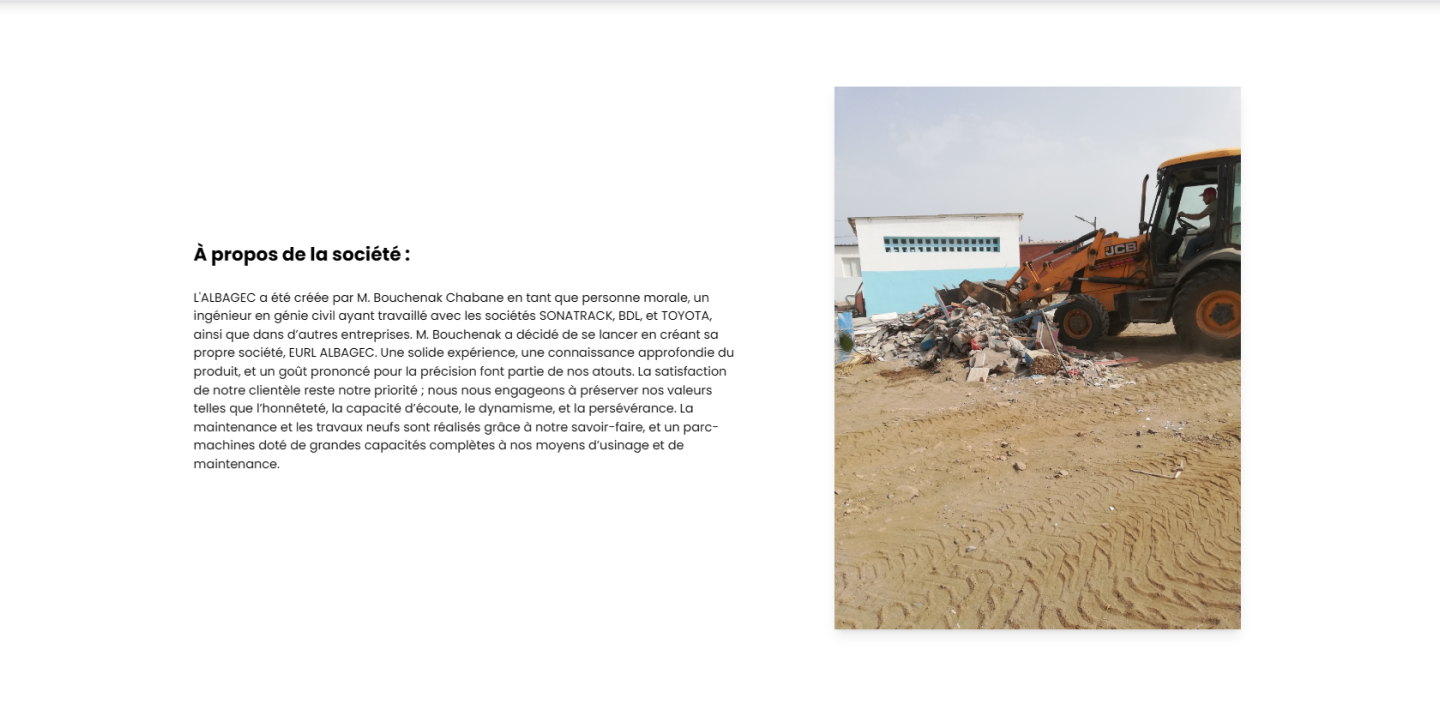 À propos de la société :
L'ALBAGEC a été créée par M. Bouchenak Chabane en tant que personne morale, un
ingénieur en génie civil ayant travaillé avec les sociétés SONATRACK, BDL, et TOYOTA,
ainsi que dans d'autres entreprises. M. Bouchenak a décidé de se lancer en créant sa
propre société, EURL ALBAGEC. Une solide expérience, une connaissance approfondie du
produit, et un goût prononcé pour la précision font partie de nos atouts. La satisfaction
de notre clientèle reste notre priorité ; nous nous engageons à préserver nos valeurs
telles que l'honnêteté, la capacité d'écoute, le dynamisme, et la persévérance. La
maintenance et les travaux neufs sont réalisés grâce à notre savoir-faire, et un parc-
machines doté de grandes capacités complètes à nos moyens d'usinage et de
maintenance.
JCB